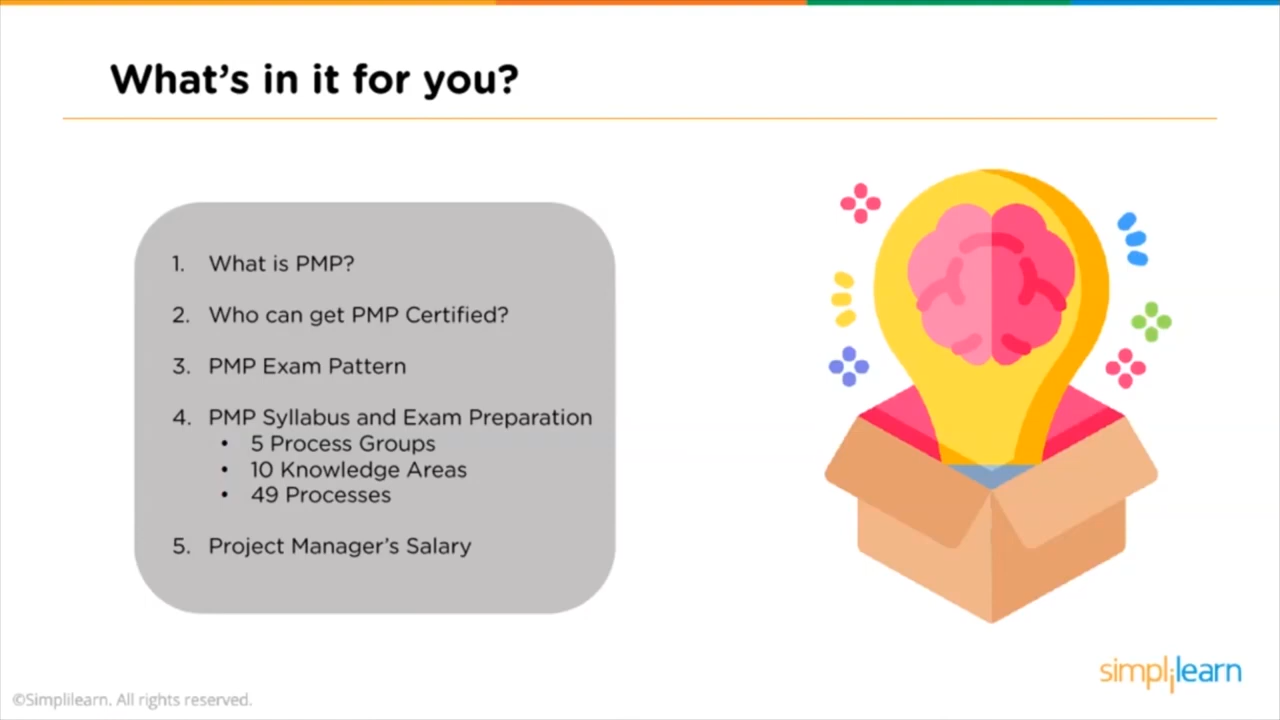 What's in it for you?
1. What is PMP?
2. Who can get PMP Certified?
3. PMP Exam Pattern
4. PMP Syllabus and Exam Preparation
• 5 Process Groups
• 10 Knowledge Areas
• 49 Processes
5. Project Manager's Salary
simplilearn
©Simplilearn. All rights reserved.